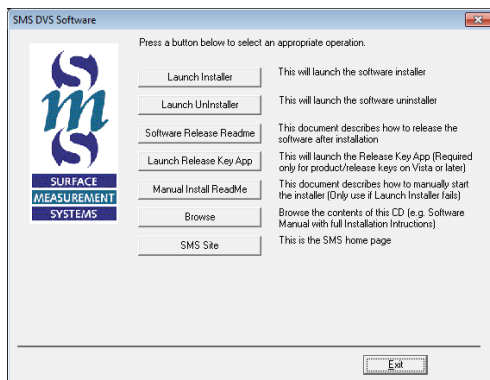 SMS DVS Software
Press a button below to select an appropriate operation.
Launch Installer
This will launch the software installer
Launch UnInstaller
This will launch the software uninstaller
Software Release Readme
This document describes how to release the
software after installation
Launch Release Key App
This will launch the Release Key App (Required
only for product/release keys on Vista or later)
Manual Install ReadMe
This document describes how to manually start
the installer (Only use if Launch Installer fails)
Browse
Browse the contents of this CD (e.g. Software
Manual with full Installation Intructions)
SMS Site
This is the SMS home page
sms
SURFACE
MEASUREMENT
SYSTEMS
Exit